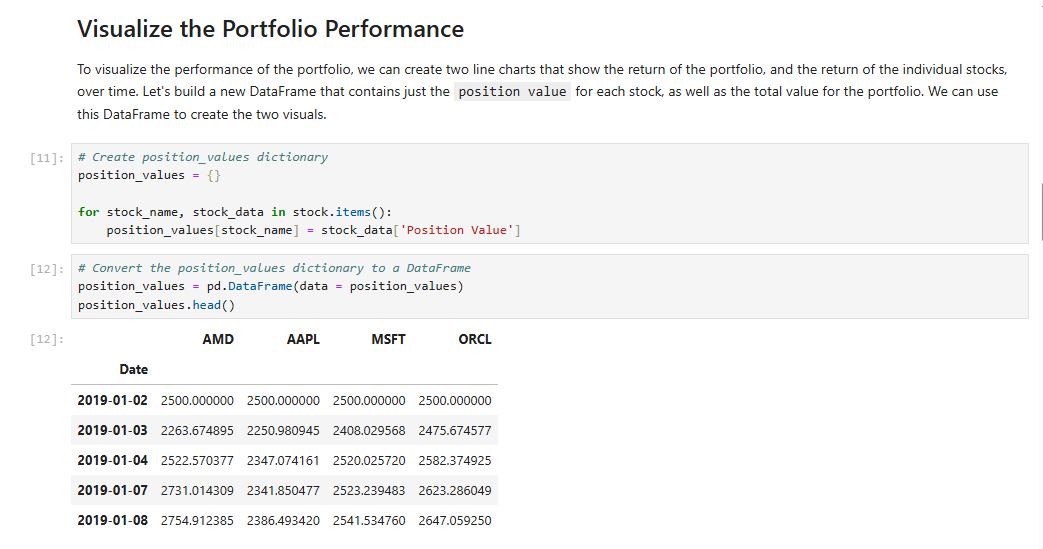 Visualize the Portfolio Performance
To visualize the performance of the portfolio, we can create two line charts that show the return of the portfolio, and the return of the individual stocks,
over time. Let's build a new DataFrame that contains just the position value for each stock, as well as the total value for the portfolio. We can use
this DataFrame to create the two visuals.
[11]: # Create position_values dictionary
position_values = {}
for stock_name, stock_data in stock.items():
    position_values[stock_name] = stock_data['Position Value']
[12]: # Convert the position_values dictionary to a DataFrame
position_values = pd.DataFrame(data = position_values)
position_values.head()
[12]: AMD AAPL MSFT ORCL
Date
2019-01-02 2500.000000 2500.000000 2500.000000 2500.000000
2019-01-03 2263.674895 2250.980945 2408.029568 2475.674577
2019-01-04 2522.570377 2347.074161 2520.025720 2582.374925
2019-01-07 2731.014309 2341.850477 2523.239483 2623.286049
2019-01-08 2754.912385 2386.493420 2541.534760 2647.059250